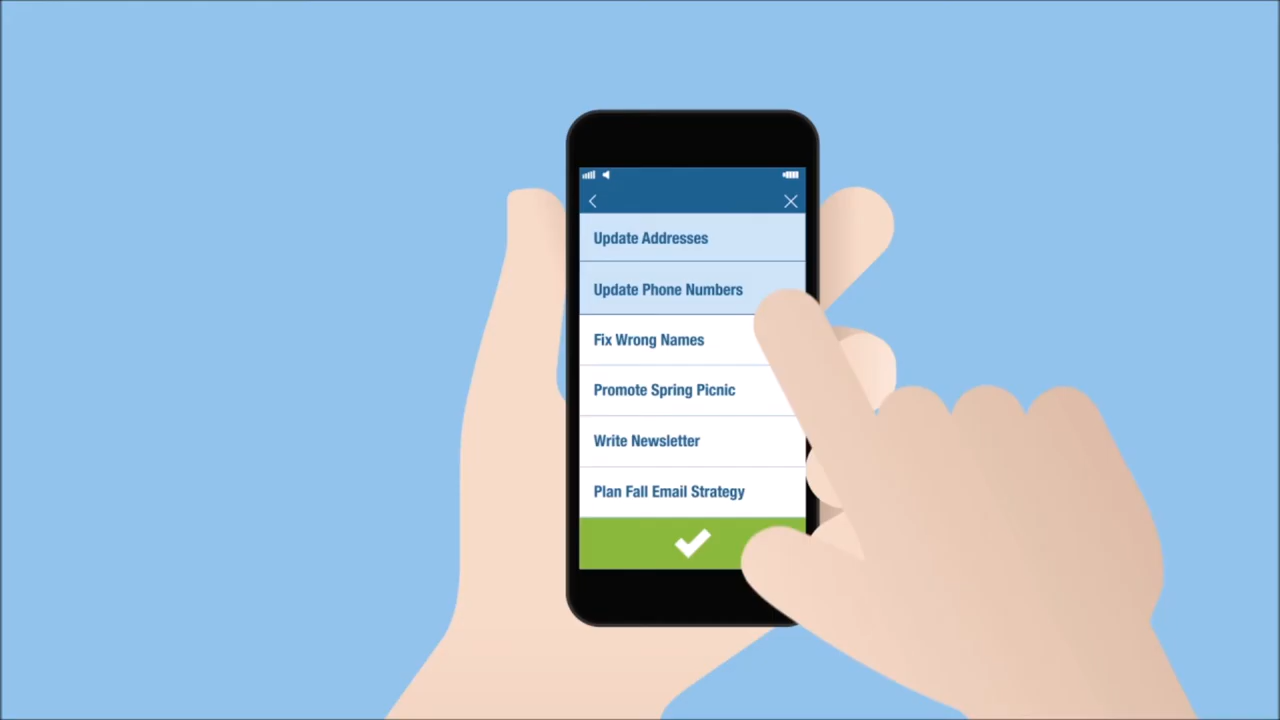 Update Addresses
Update Phone Numbers
Fix Wrong Names
Promote Spring Picnic
Write Newsletter
Plan Fall Email Strategy